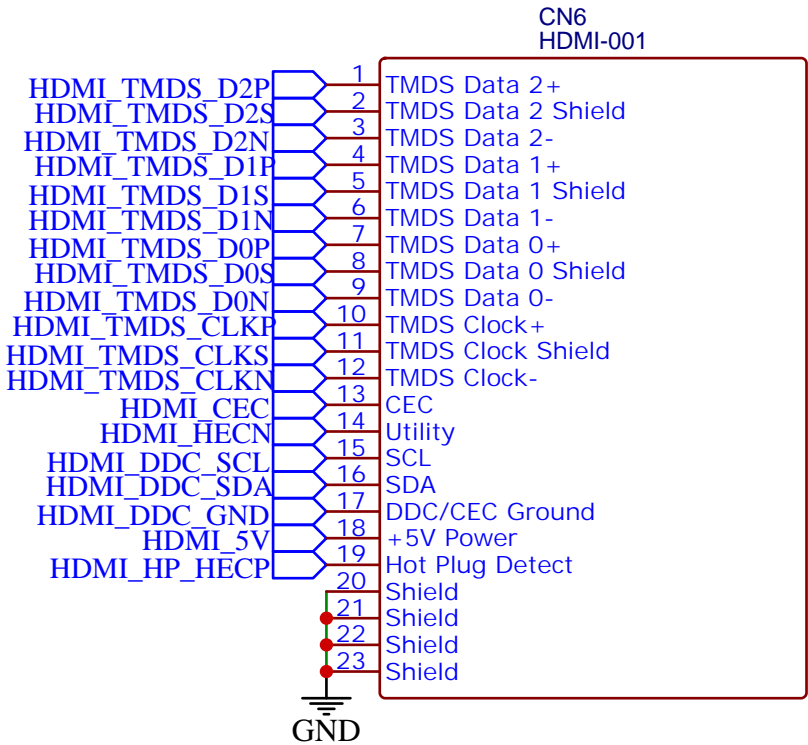 CN6
HDMI-001
HDMI_TMDS_D2P 1 TMDS Data 2+
HDMI_TMDS_D2S 2 TMDS Data 2 Shield
HDMI_TMDS_D2N 3 TMDS Data 2-
HDMI_TMDS_D1P 4 TMDS Data 1+
HDMI_TMDS_D1S 5 TMDS Data 1 Shield
HDMI_TMDS_D1N 6 TMDS Data 1-
HDMI_TMDS_D0P 7 TMDS Data 0+
HDMI_TMDS_D0S 8 TMDS Data 0 Shield
HDMI_TMDS_D0N 9 TMDS Data 0-
HDMI_TMDS_CLKP 10 TMDS Clock+
HDMI_TMDS_CLKS 11 TMDS Clock Shield
HDMI_TMDS_CLKN 12 TMDS Clock-
HDMI_CEC 13 CEC
HDMI_HECN 14 Utility
HDMI_DDC_SCL 15 SCL
HDMI_DDC_SDA 16 SDA
HDMI_DDC_GND 17 DDC/CEC Ground
HDMI_5V 18 +5V Power
HDMI_HP_HECP 19 Hot Plug Detect
20 Shield
21 Shield
22 Shield
23 Shield
GND